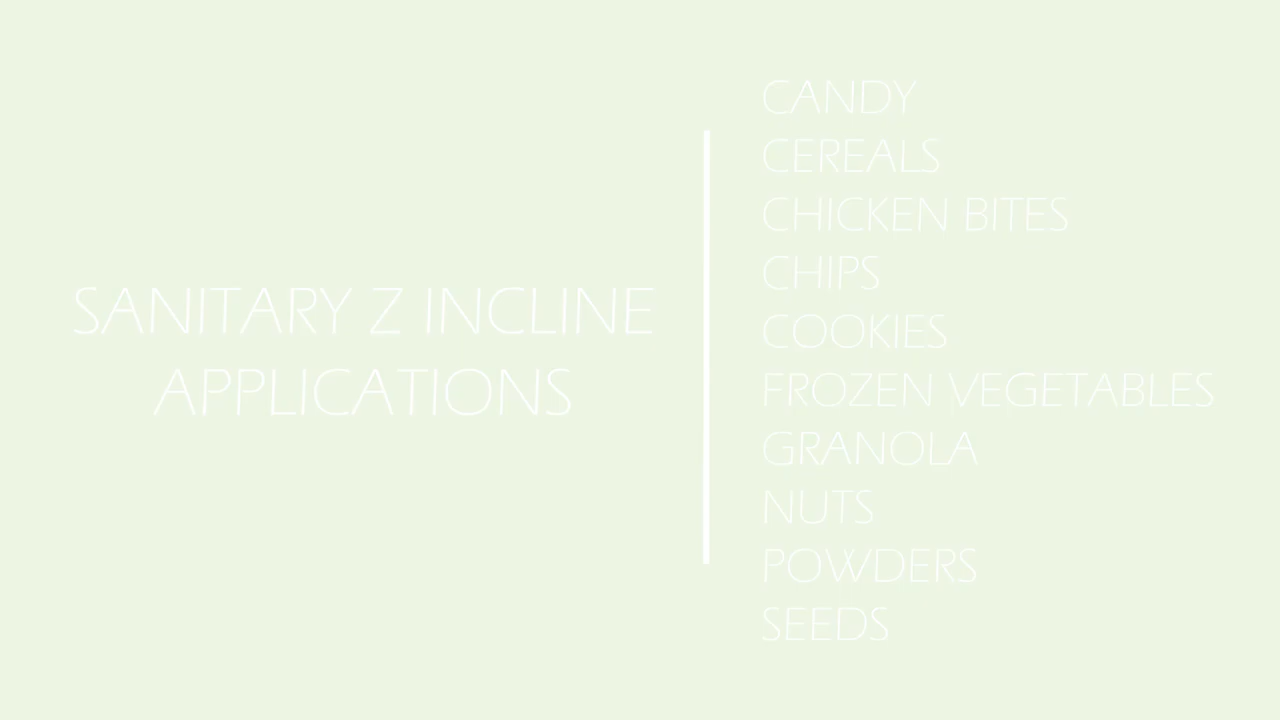 SANITARY Z INCLINE
APPLICATIONS
CANDY
CEREALS
CHICKEN BITES
CHIPS
COOKIES
FROZEN VEGETABLES
GRANOLA
NUTS
POWDERS
SEEDS